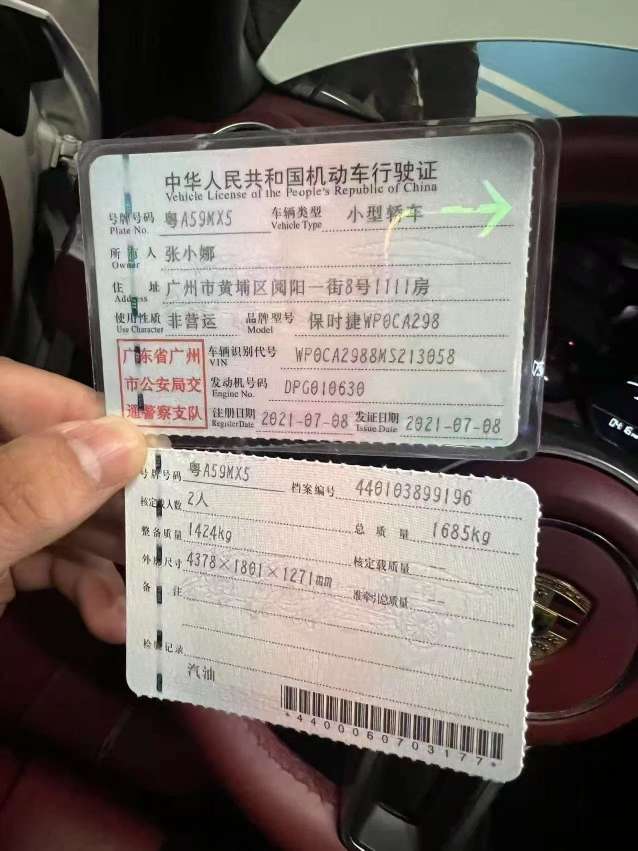 中华人民共和国机动车行驶证
Vehicle License of the People's Republic of China
号牌号码 粤A59MX5 车辆类型 小型轿车
Plate No. Vehicle Type
所有人 张小娜
Owner
住址 广州市黄埔区阅阳一街8号1111房
Address
使用性质 非营运 品牌型号 保时捷WP0CA298
Use Character Model
广东省广州市公安局交通警察支队
车辆识别代号 WP0CA2988MS213058
VIN
发动机号码 DPG010630
Engine No.
注册日期 2021-07-08 发证日期 2021-07-08
Register Date Issue Date
号牌号码 粤A59MX5 档案编号 440103899196
核定载人数 2人
整备质量 1424kg 总质量 1685kg
外廓尺寸 4378×1801×1271mm 核定载质量 --
备注 准牵引总质量 --
检验记录
汽油
*4400060703177*